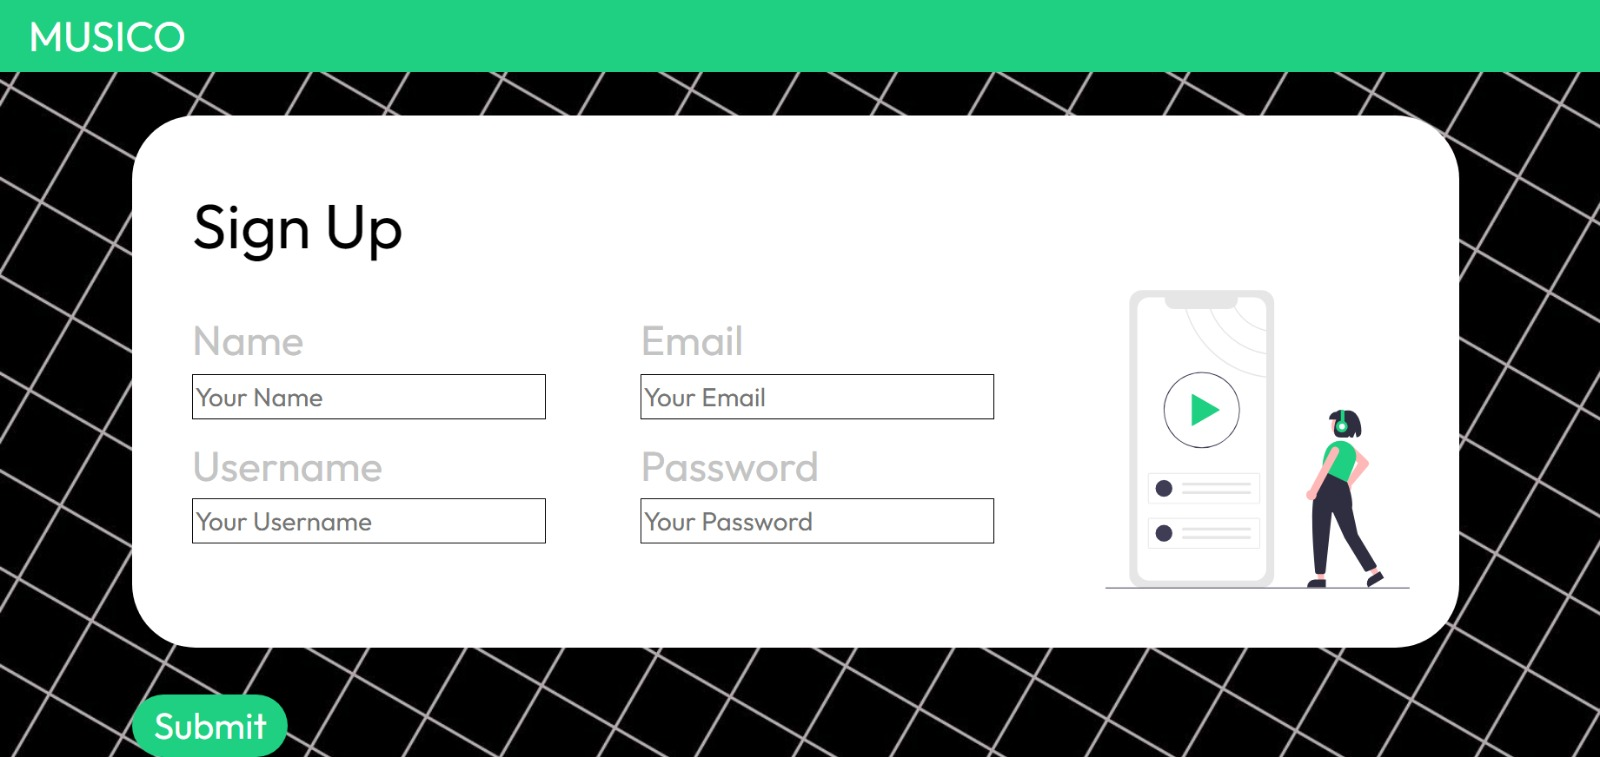 MUSICO
Sign Up
Name
Email
Your Name
Your Email
Username
Password
Your Username
Your Password
Submit